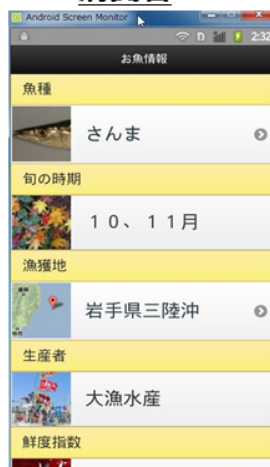 Android Screen Monitor
2:32
お魚情報
魚種
さんま
旬の時期
１０、１１月
漁獲地
岩手県三陸沖
生産者
大漁水産
鮮度指数